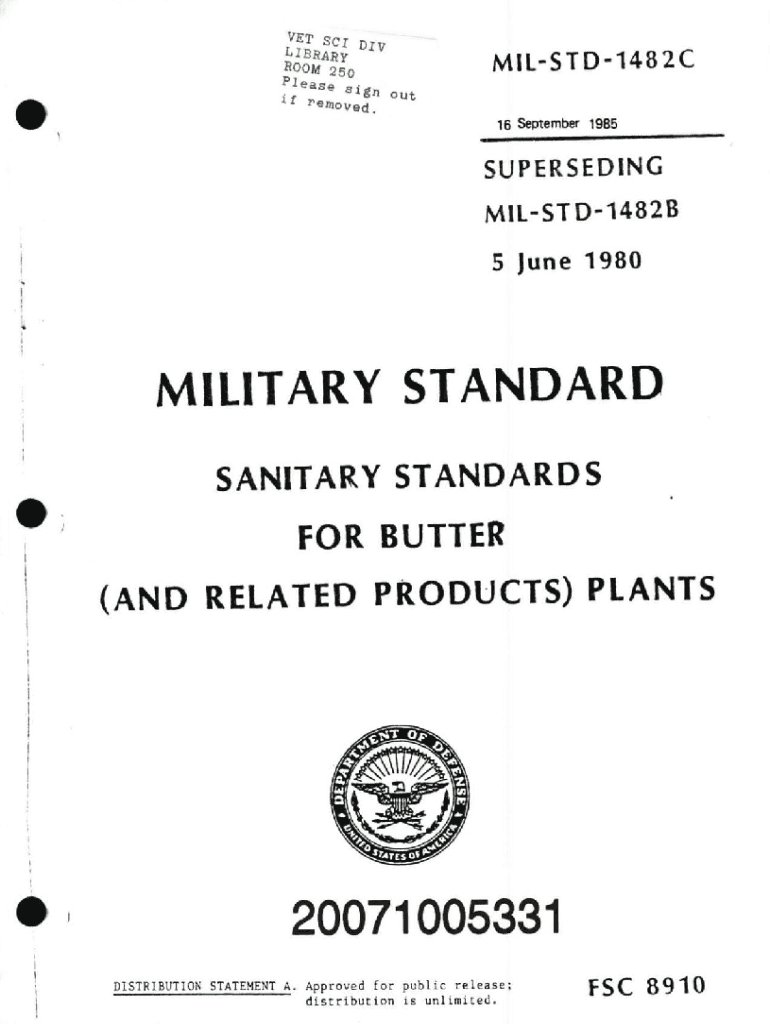 VET SCI DIV
LIBRARY
ROOM 250
Please sign out
if removed.
MIL-STD-1482C
16 September 1985
SUPERSEDING
MIL-STD-1482B
5 June 1980
MILITARY STANDARD
SANITARY STANDARDS
FOR BUTTER
(AND RELATED PRODUCTS) PLANTS
DEPARTMENT OF DEFENSE
UNITED STATES OF AMERICA
20071005331
DISTRIBUTION STATEMENT A. Approved for public release;
distribution is unlimited.
FSC 8910